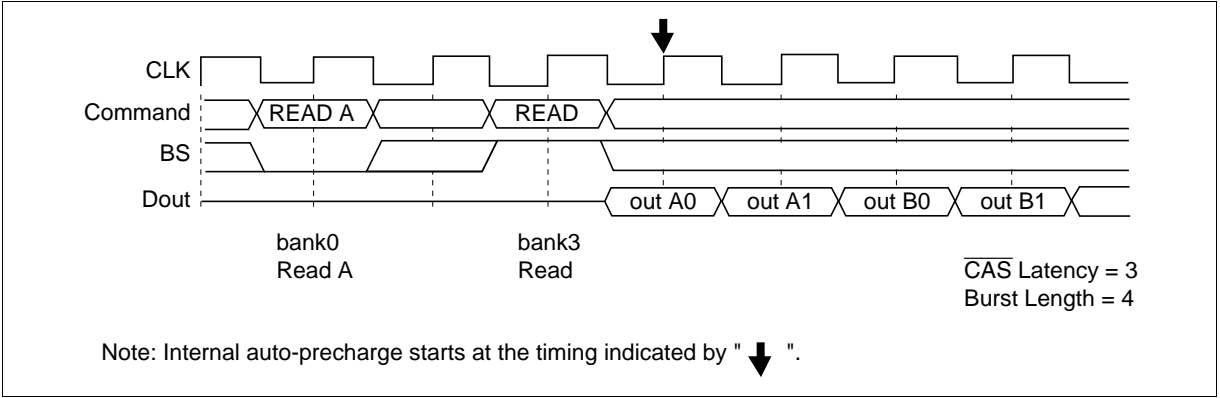 CLK
Command READ A READ
BS
Dout out A0 out A1 out B0 out B1
bank0 bank3
Read A Read
CAS Latency = 3
Burst Length = 4
Note: Internal auto-precharge starts at the timing indicated by " ".